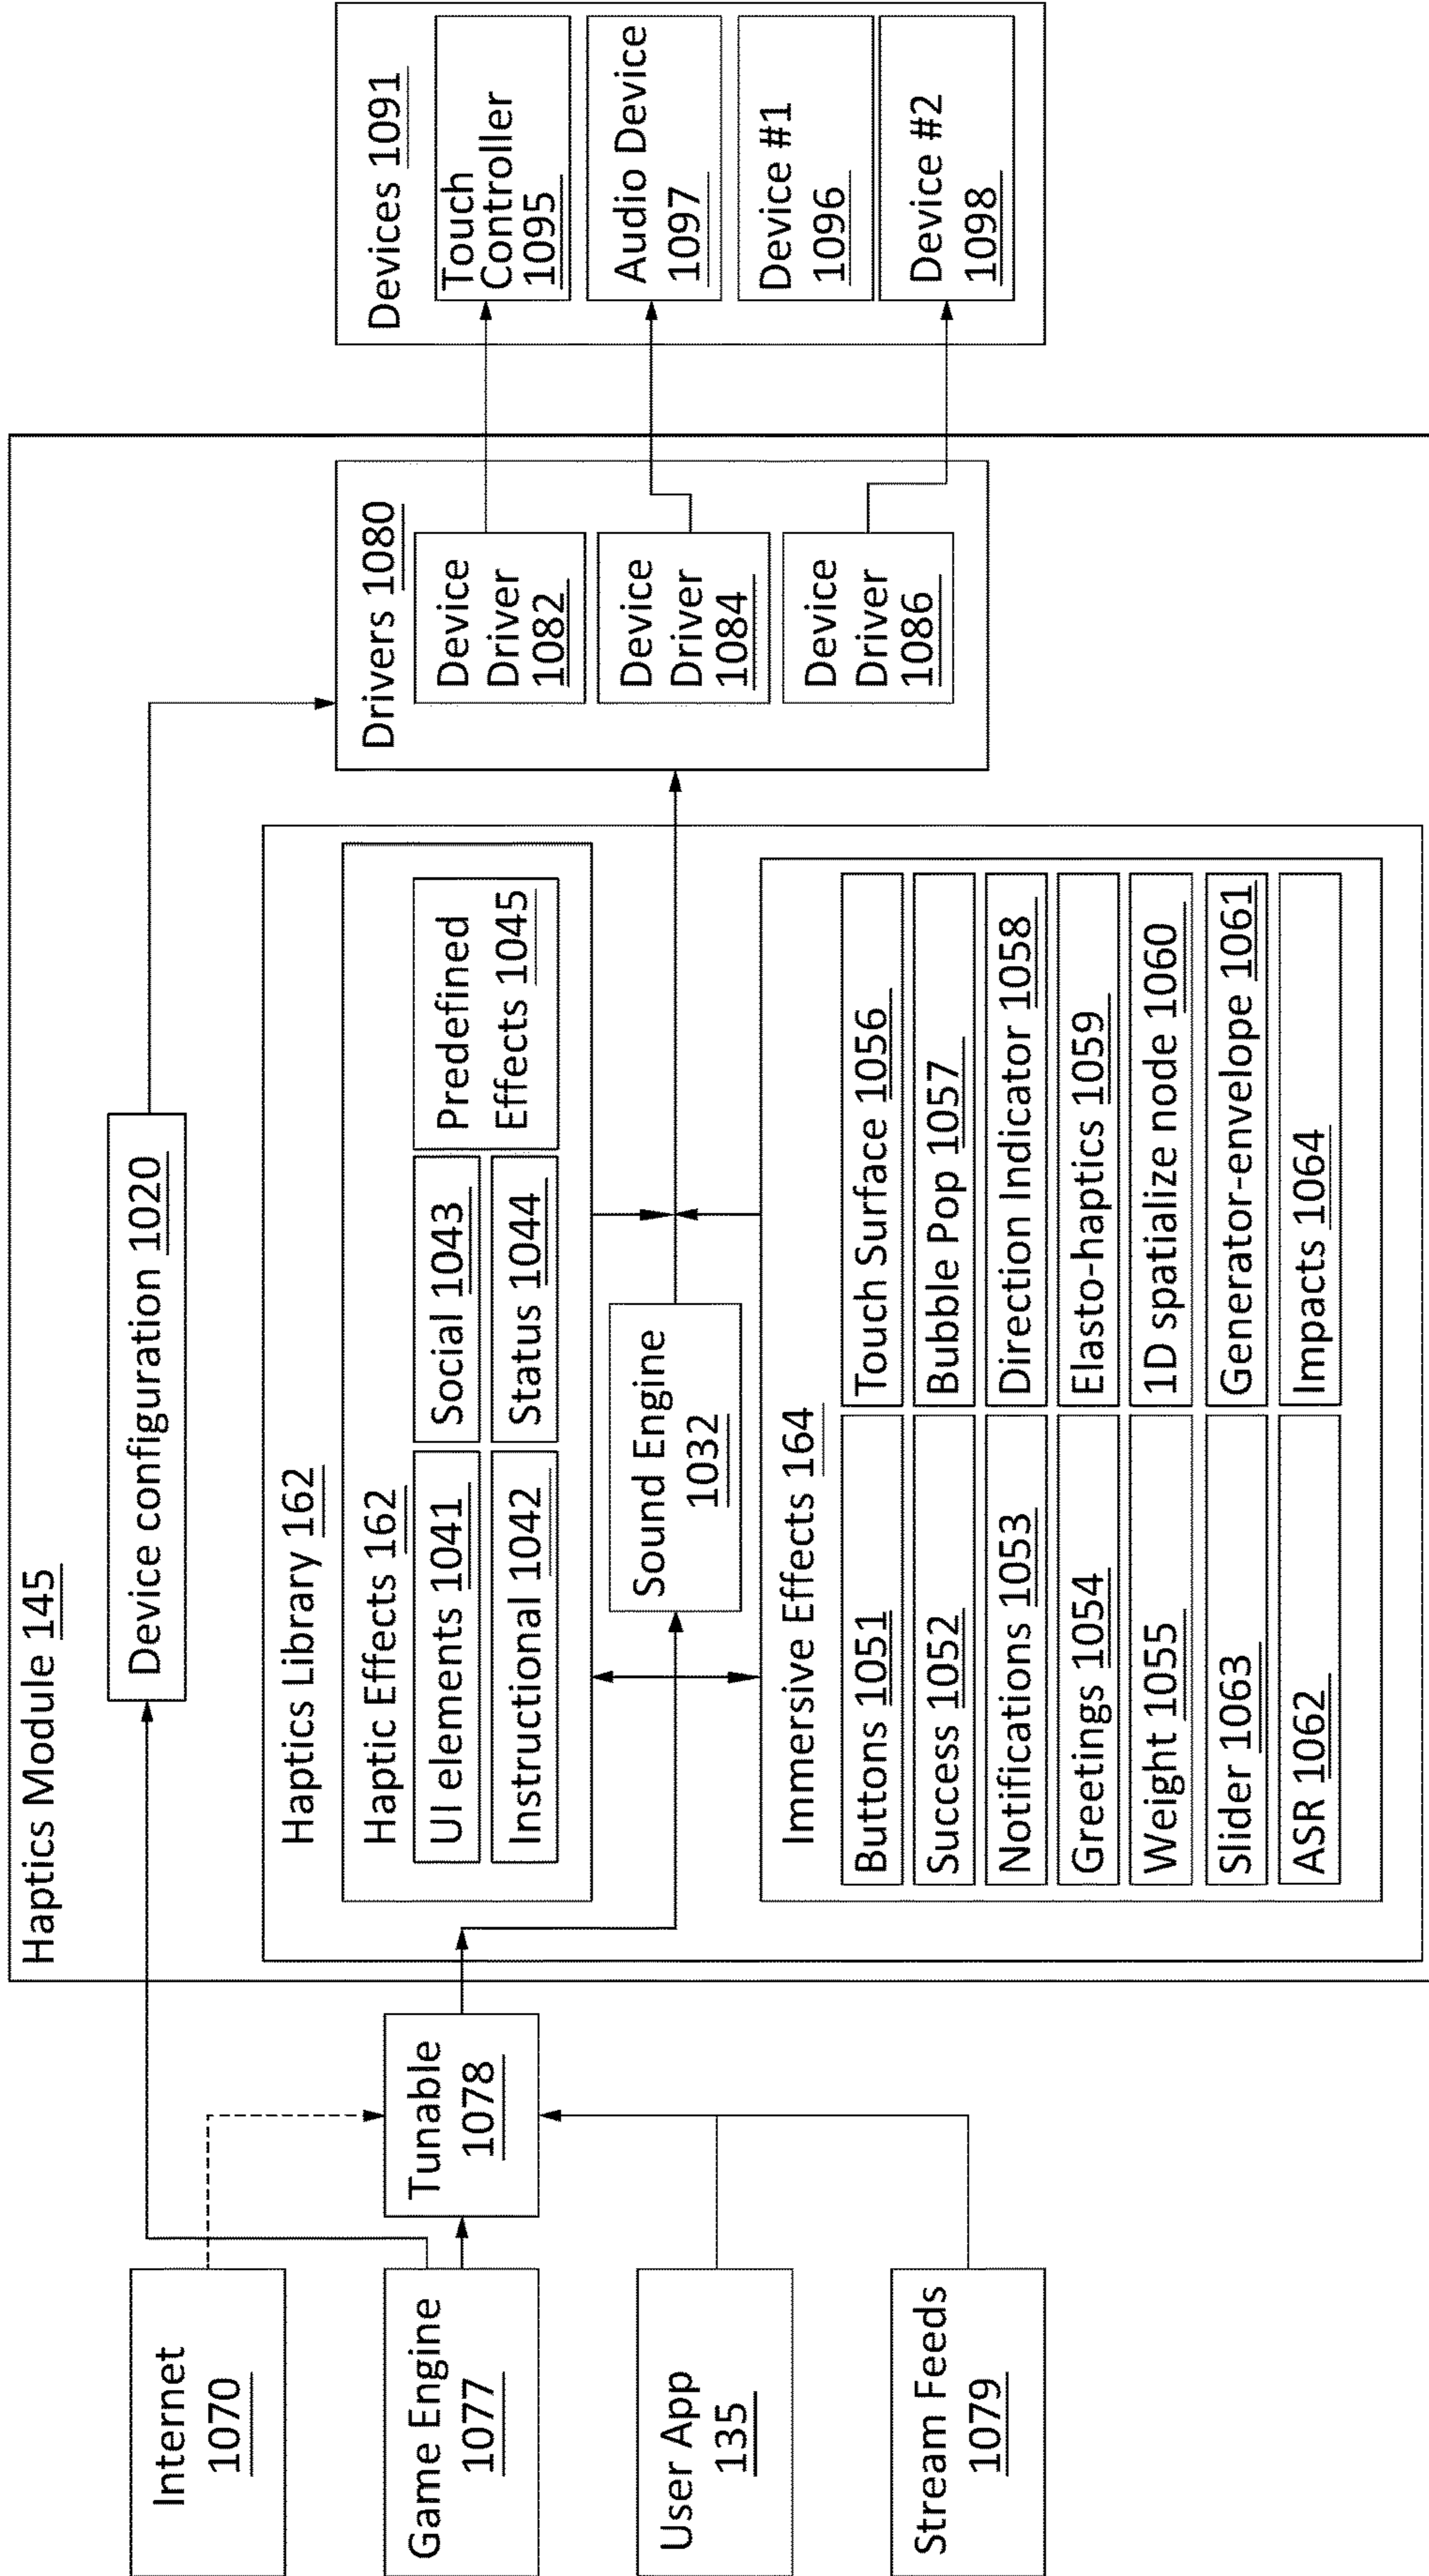 Internet
1070
Game Engine
1077
User App
135
Stream Feeds
1079
Tunable
1078
Haptics Module 145
Device configuration 1020
Haptics Library 162
Haptic Effects 162
UI elements 1041
Social 1043
Instructional 1042
Status 1044
Predefined
Effects 1045
Sound Engine
1032
Immersive Effects 164
Buttons 1051
Touch Surface 1056
Success 1052
Bubble Pop 1057
Notifications 1053
Direction Indicator 1058
Greetings 1054
Elasto-haptics 1059
Weight 1055
1D spatialize node 1060
Slider 1063
Generator-envelope 1061
ASR 1062
Impacts 1064
Drivers 1080
Device
Driver
1082
Device
Driver
1084
Device
Driver
1086
Devices 1091
Touch
Controller
1095
Audio Device
1097
Device #1
1096
Device #2
1098